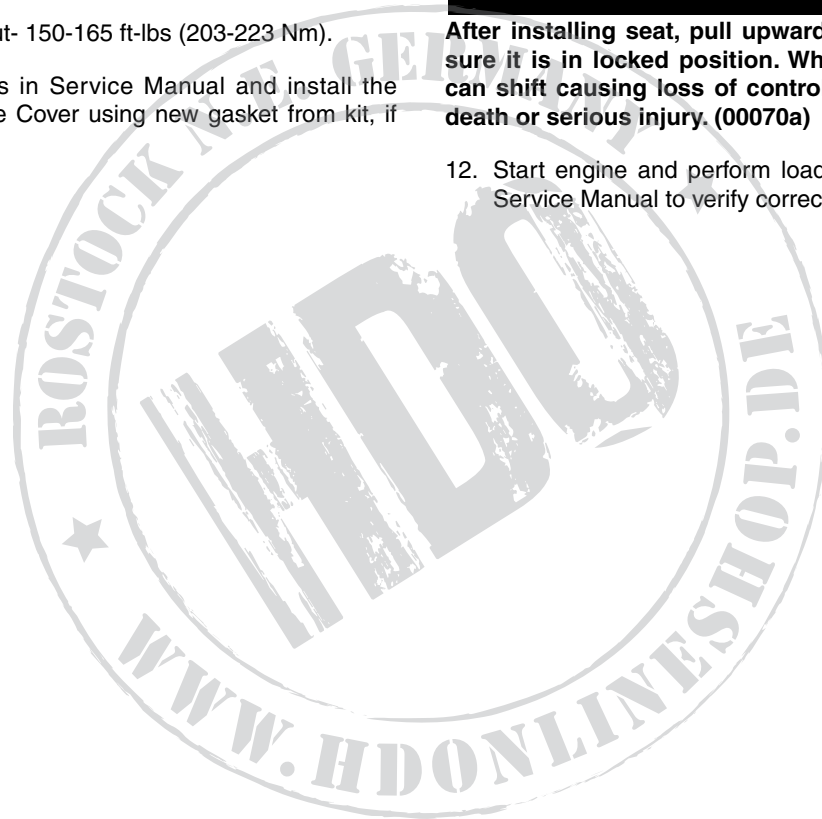 ut- 150-165 ft-lbs (203-223 Nm).
s in Service Manual and install the
e Cover using new gasket from kit, if
After installing seat, pull upward
sure it is in locked position. Wh
can shift causing loss of contro
death or serious injury. (00070a)
12. Start engine and perform load
Service Manual to verify correc
ROSTOCK N.E. GERMANY
HDO
WWW.HDONLINESHOP.DE